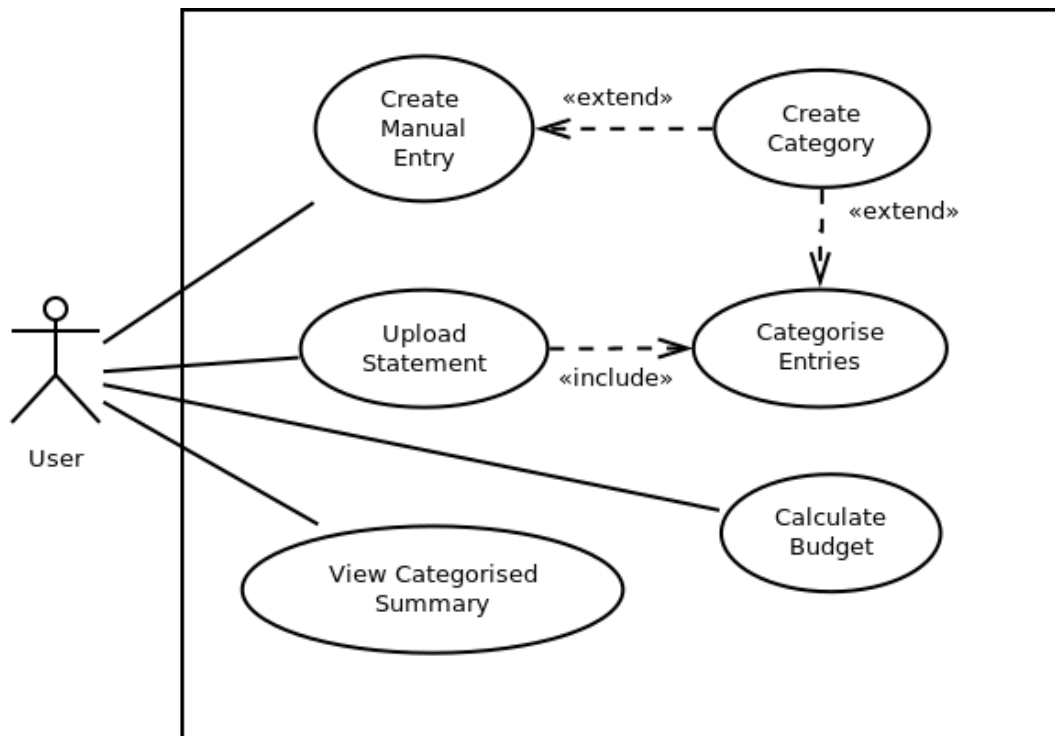 Create
Manual
Entry
«extend»
Create
Category
«extend»
Upload
Statement
«include»
Categorise
Entries
User
Calculate
Budget
View Categorised
Summary